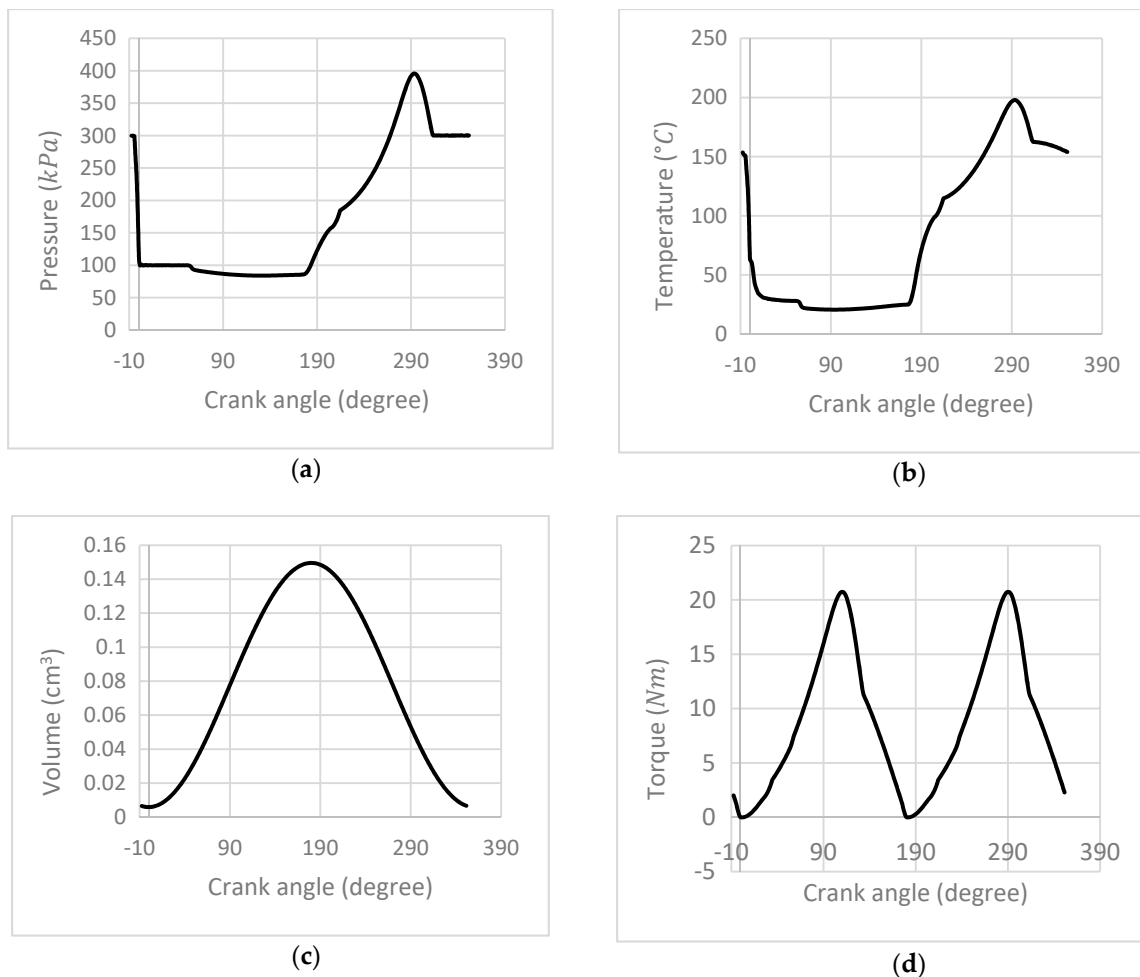 450
400
350
300
250
200
150
100
50
0
-10 90 190 290 390
Pressure (kPa)
Crank angle (degree)
(a)
250
200
150
100
50
0
-10 90 190 290 390
Temperature (°C)
Crank angle (degree)
(b)
0.16
0.14
0.12
0.1
0.08
0.06
0.04
0.02
0
-10 90 190 290 390
Volume (cm³)
Crank angle (degree)
(c)
25
20
15
10
5
0
-5
-10 90 190 290 390
Torque (Nm)
Crank angle (degree)
(d)